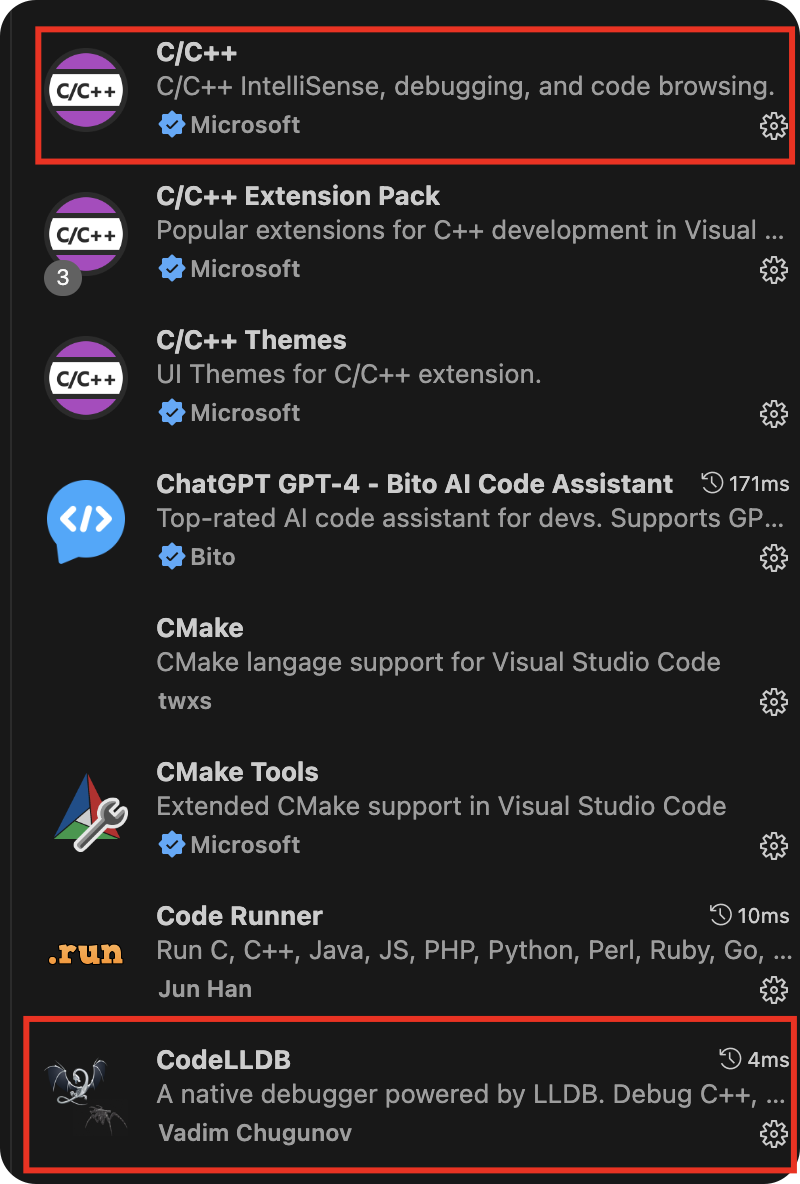 C/C++
C/C++
C/C++ IntelliSense, debugging, and code browsing.
Microsoft
C/C++ Extension Pack
C/C++
Popular extensions for C++ development in Visual ...
3
Microsoft
C/C++ Themes
C/C++
UI Themes for C/C++ extension.
Microsoft
ChatGPT GPT-4 - Bito AI Code Assistant 171ms
</>
Top-rated AI code assistant for devs. Supports GP...
Bito
CMake
CMake langage support for Visual Studio Code
twxs
CMake Tools
Extended CMake support in Visual Studio Code
Microsoft
Code Runner 10ms
.run
Run C, C++, Java, JS, PHP, Python, Perl, Ruby, Go, ...
Jun Han
CodeLLDB 4ms
A native debugger powered by LLDB. Debug C++, ...
Vadim Chugunov